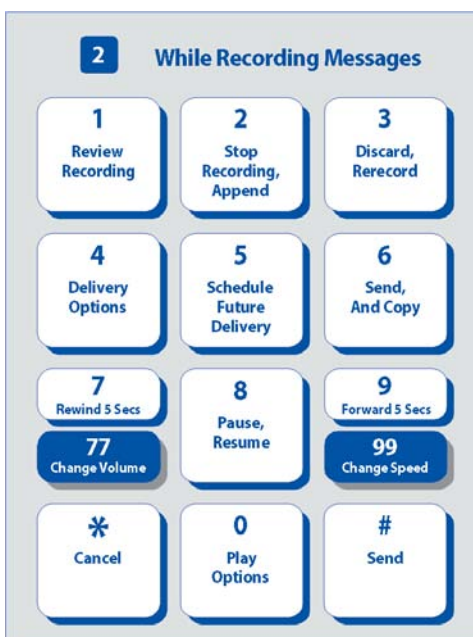 2 While Recording Messages
1
Review
Recording
2
Stop
Recording,
Append
3
Discard,
Rerecord
4
Delivery
Options
5
Schedule
Future
Delivery
6
Send,
And Copy
7
Rewind 5 Secs
77
Change Volume
8
Pause,
Resume
9
Forward 5 Secs
99
Change Speed
*
Cancel
0
Play
Options
#
Send